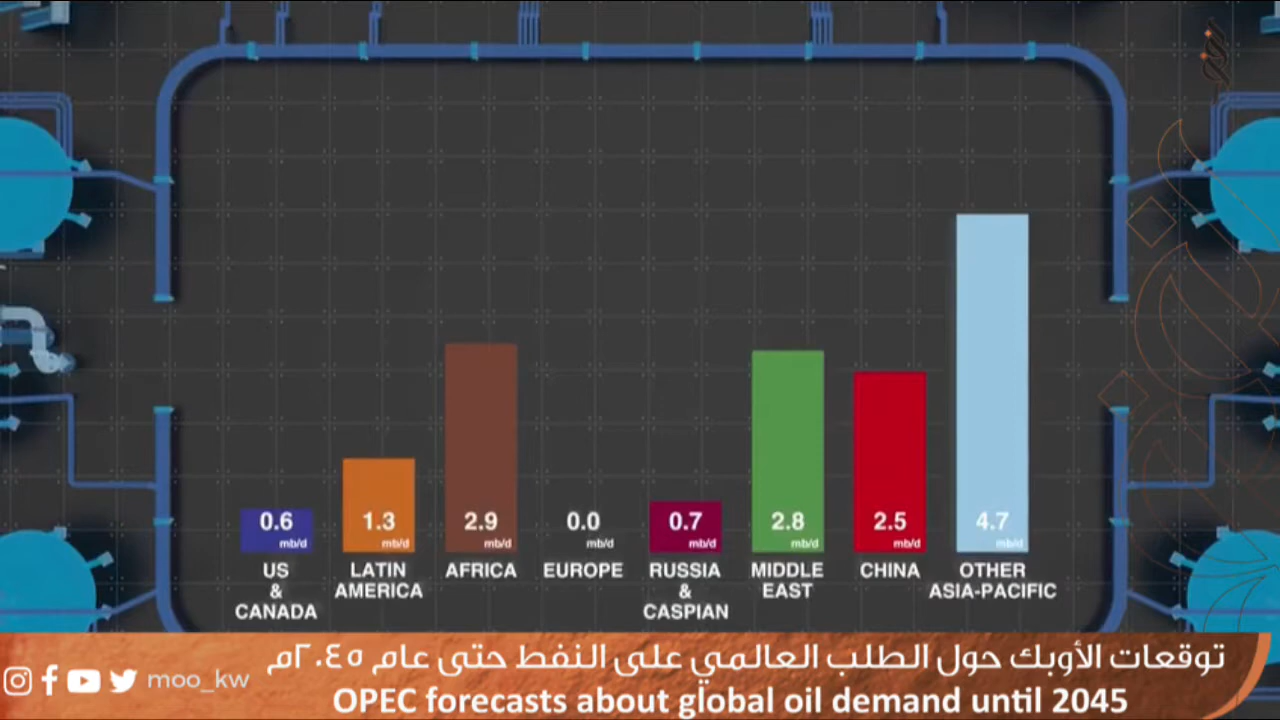 0.6
mb/d
1.3
mb/d
2.9
mb/d
0.0
mb/d
0.7
mb/d
2.8
mb/d
2.5
mb/d
4.7
mb/d
US
&
CANADA
LATIN
AMERICA
AFRICA
EUROPE
RUSSIA
&
CASPIAN
MIDDLE
EAST
CHINA
OTHER
ASIA-PACIFIC
توقعات الأوبك حول الطلب العالمي على النفط حتى عام ٢٠٤٥م
moo_kw
OPEC forecasts about global oil demand until 2045